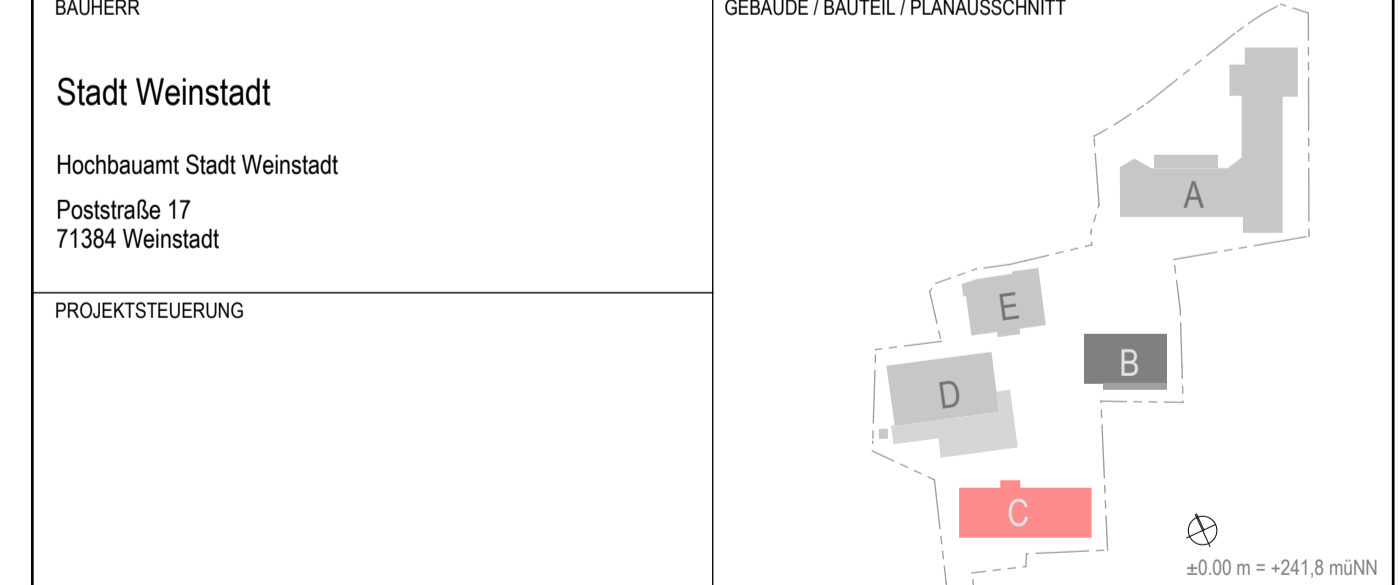 BAUHERR
Stadt Weinstadt
Hochbauamt Stadt Weinstadt
Poststraße 17
71384 Weinstadt
PROJEKTSTEUERUNG
GEBÄUDE / BAUTEIL / PLANAUSSCHNITT
A
E
B
D
C
±0.00 m = +241,8 müNN